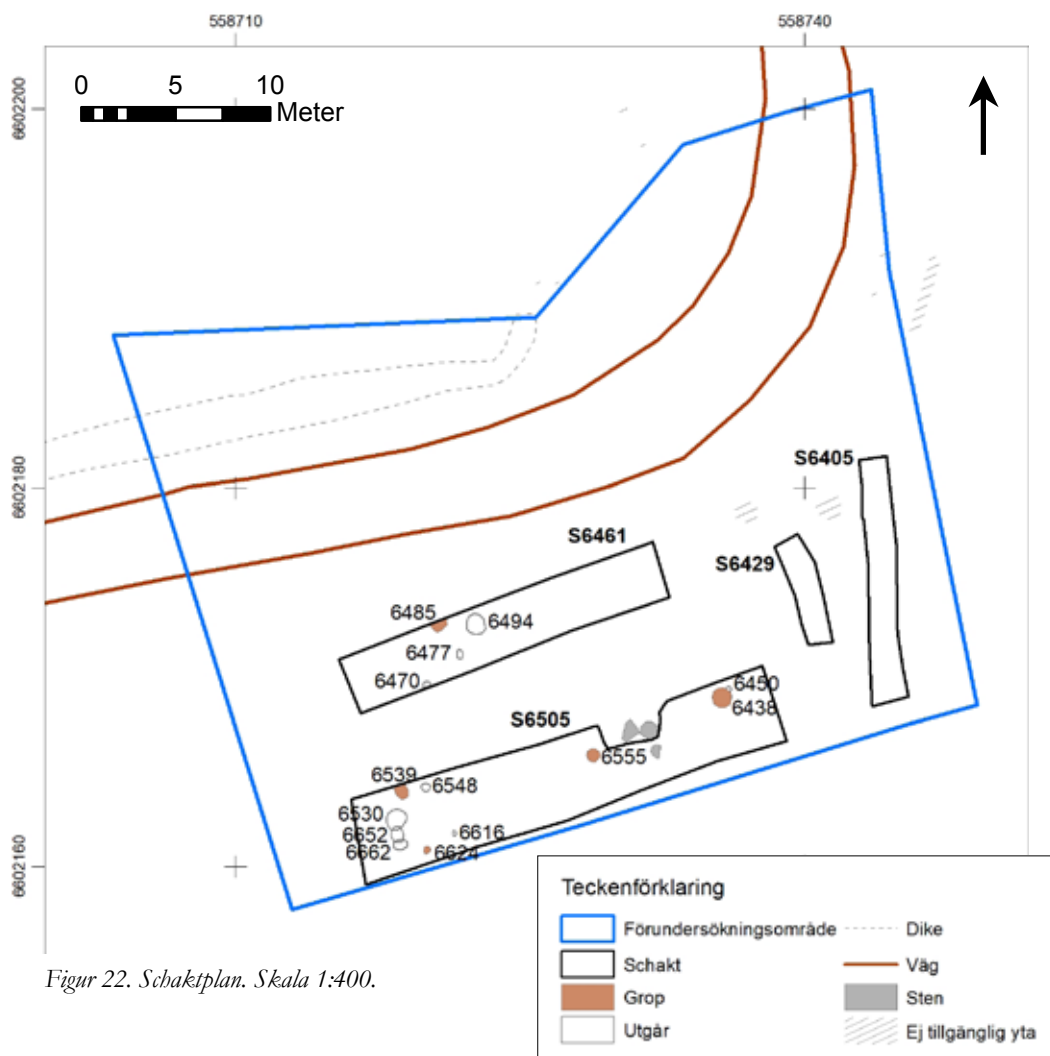 558710
558740
6602200
0 5 10
Meter
6602180
S6405
S6461
S6429
6485
6494
6477
6470
6450
S6505
6438
6555
6539
6548
6530
6652
6616
6662
6624
6602160
Teckenförklaring
Förundersökningsområde
Dike
Schakt
Väg
Grop
Sten
Utgår
Ej tillgänglig yta
Figur 22. Schaktplan. Skala 1:400.